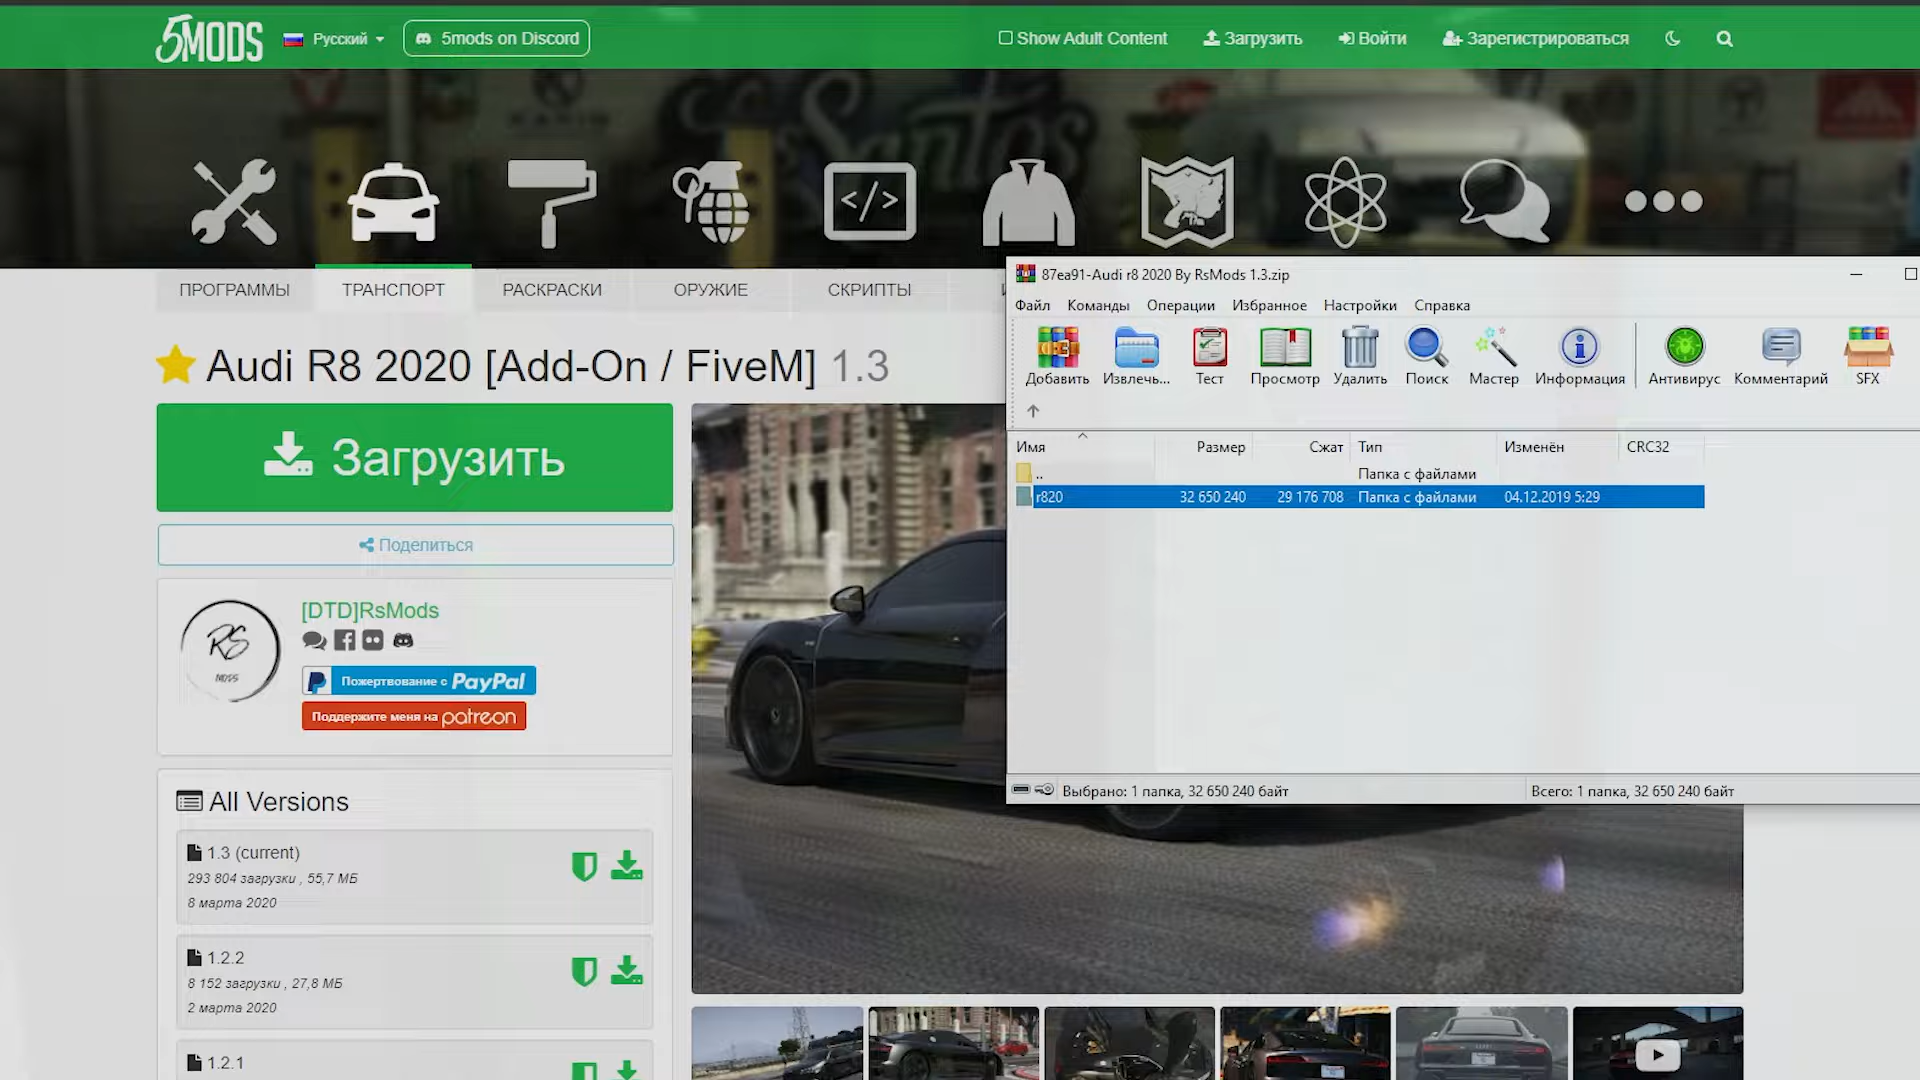 5MODS
Русский
5mods on Discord
Show Adult Content
Загрузить
Войти
Зарегистрироваться
Santos
ПРОГРАММЫ
ТРАНСПОРТ
РАСКРАСКИ
ОРУЖИЕ
СКРИПТЫ
Audi R8 2020 [Add-On / FiveM] 1.3
Загрузить
Поделиться
RS
MODS
[DTD]RsMods
Пожертвование с PayPal
Поддержите меня на patreon
All Versions
1.3 (current)
293 804 загрузки , 55,7 МБ
8 марта 2020
1.2.2
8 152 загрузки , 27,8 МБ
2 марта 2020
1.2.1
87ea91-Audi r8 2020 By RsMods 1.3.zip
Файл Команды Операции Избранное Настройки Справка
Добавить Извлечь... Тест Просмотр Удалить Поиск Мастер Информация Антивирус Комментарий SFX
Имя Размер Сжат Тип Изменён CRC32
.. Папка с файлами
r820 32 650 240 29 176 708 Папка с файлами 04.12.2019 5:29
Выбрано: 1 папка, 32 650 240 байт
Всего: 1 папка, 32 650 240 байт